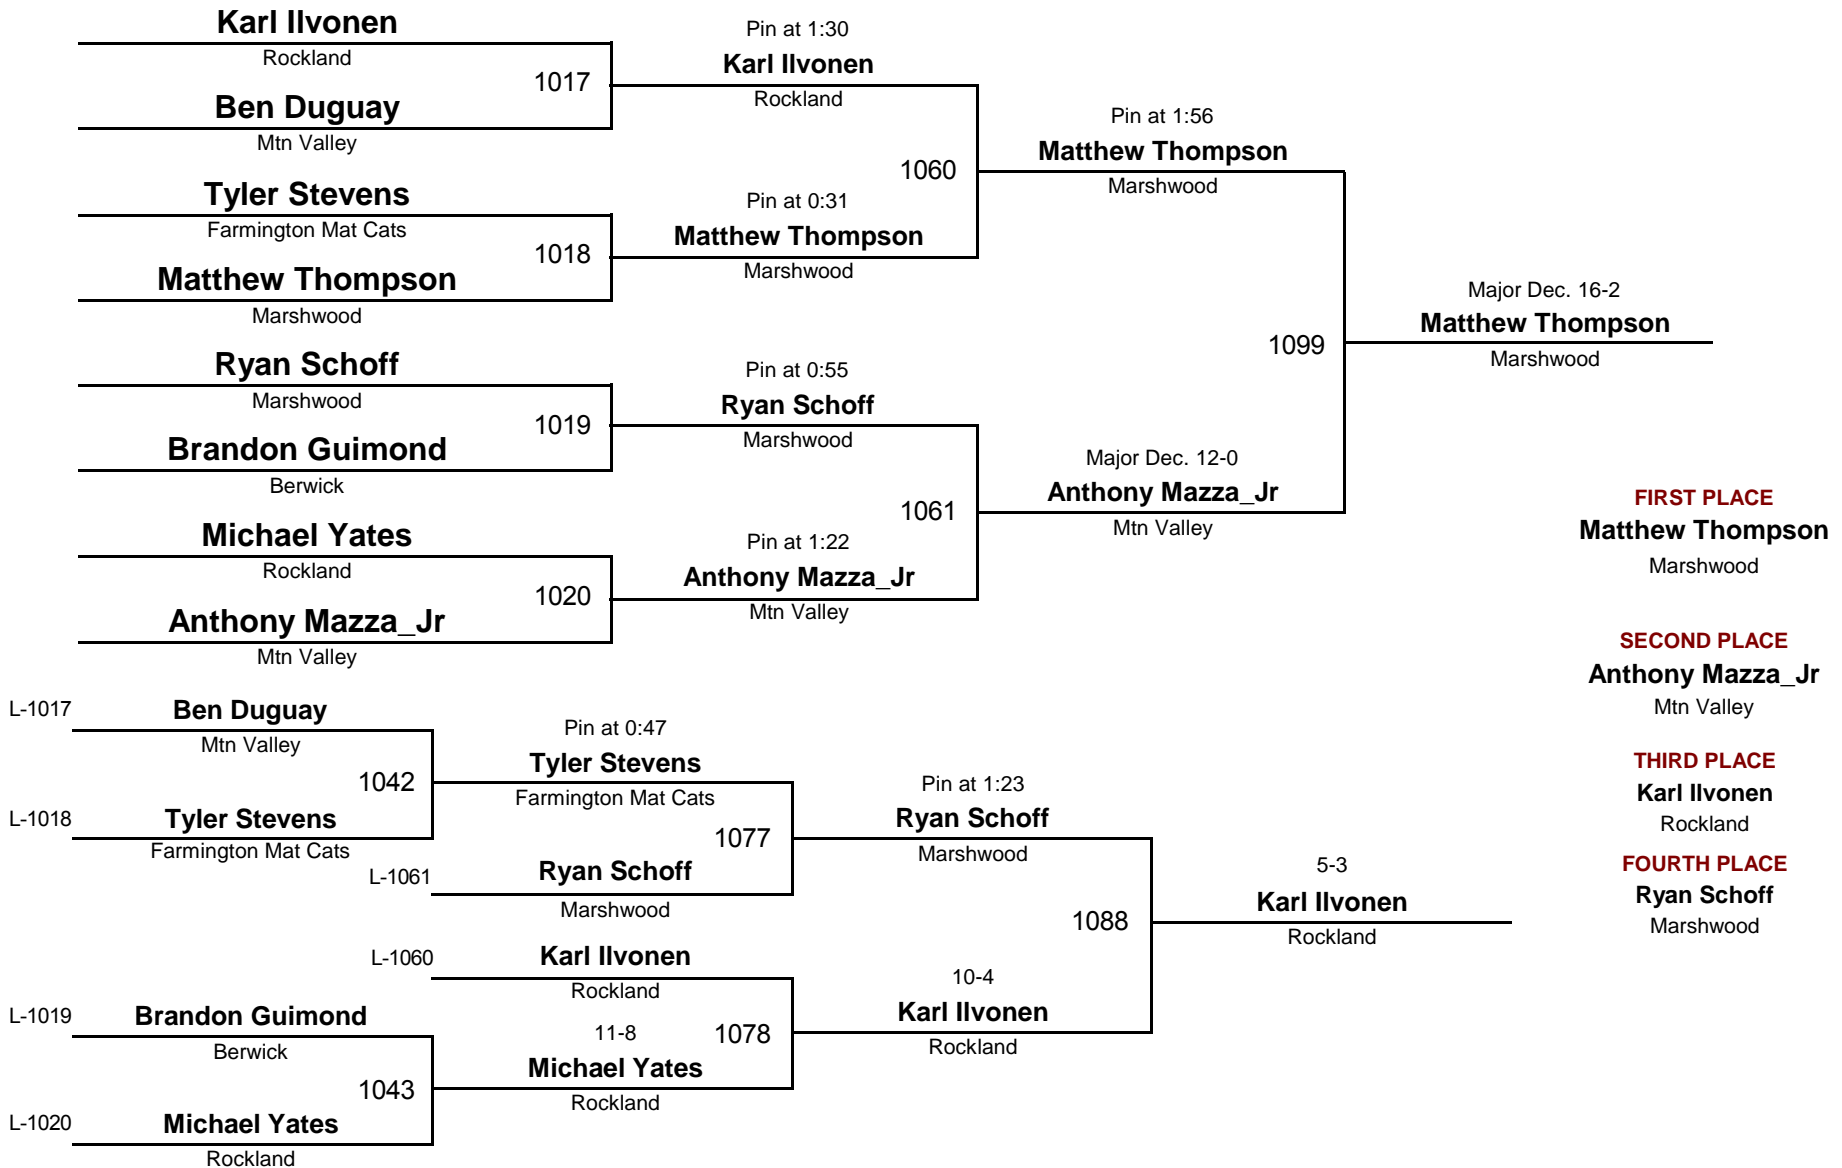 Karl Ilvonen
Rockland
1017
Ben Duguay
Mtn Valley
Pin at 1:30
Karl Ilvonen
Rockland
Tyler Stevens
Farmington Mat Cats
1018
Matthew Thompson
Marshwood
Pin at 0:31
Matthew Thompson
Marshwood
1060
Pin at 1:56
Matthew Thompson
Marshwood
Ryan Schoff
Marshwood
1019
Brandon Guimond
Berwick
Pin at 0:55
Ryan Schoff
Marshwood
Michael Yates
Rockland
1020
Anthony Mazza_Jr
Mtn Valley
Pin at 1:22
Anthony Mazza_Jr
Mtn Valley
1061
Major Dec. 12-0
Anthony Mazza_Jr
Mtn Valley
1099
Major Dec. 16-2
Matthew Thompson
Marshwood
FIRST PLACE
Matthew Thompson
Marshwood
SECOND PLACE
Anthony Mazza_Jr
Mtn Valley
THIRD PLACE
Karl Ilvonen
Rockland
FOURTH PLACE
Ryan Schoff
Marshwood
L-1017
Ben Duguay
Mtn Valley
1042
L-1018
Tyler Stevens
Farmington Mat Cats
Pin at 0:47
Tyler Stevens
Farmington Mat Cats
1077
L-1061
Ryan Schoff
Marshwood
Pin at 1:23
Ryan Schoff
Marshwood
L-1060
Karl Ilvonen
Rockland
L-1019
Brandon Guimond
Berwick
1043
L-1020
Michael Yates
Rockland
11-8
Michael Yates
Rockland
1078
10-4
Karl Ilvonen
Rockland
1088
5-3
Karl Ilvonen
Rockland